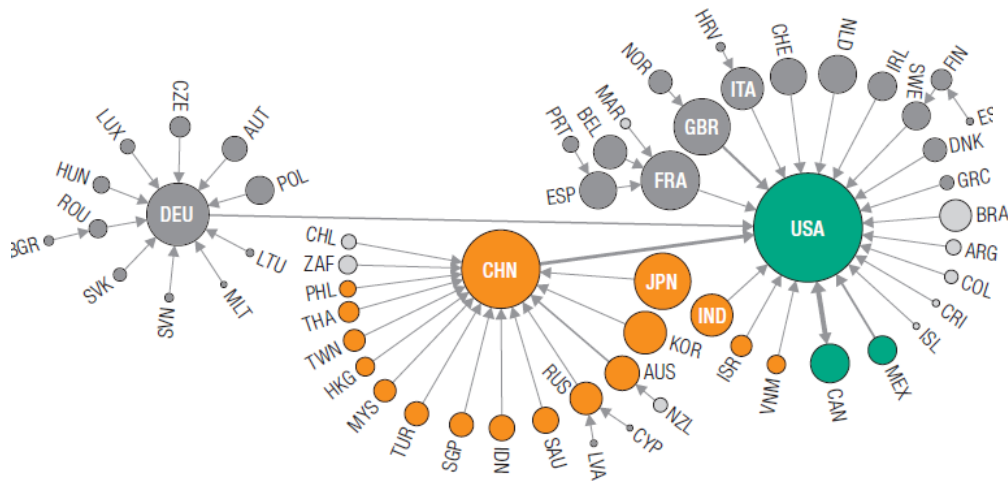 HRV
CHE
NLD
IRL
FIN
NOR
ITA
SWE
CZE
MAR
GBR
ES
LUX
AUT
PRT
BEL
DNK
HUN
POL
ESP
FRA
GRC
ROU
DEU
USA
BRA
BGR
CHL
ARG
LTU
ZAF
CHN
COL
SVK
PHL
JPN
CRI
SVN
MLT
THA
IND
ISL
TWN
KOR
ISR
HKG
AUS
VNM
MEX
MYS
RUS
CAN
TUR
NZL
SGP
IDN
SAU
CYP
LVA